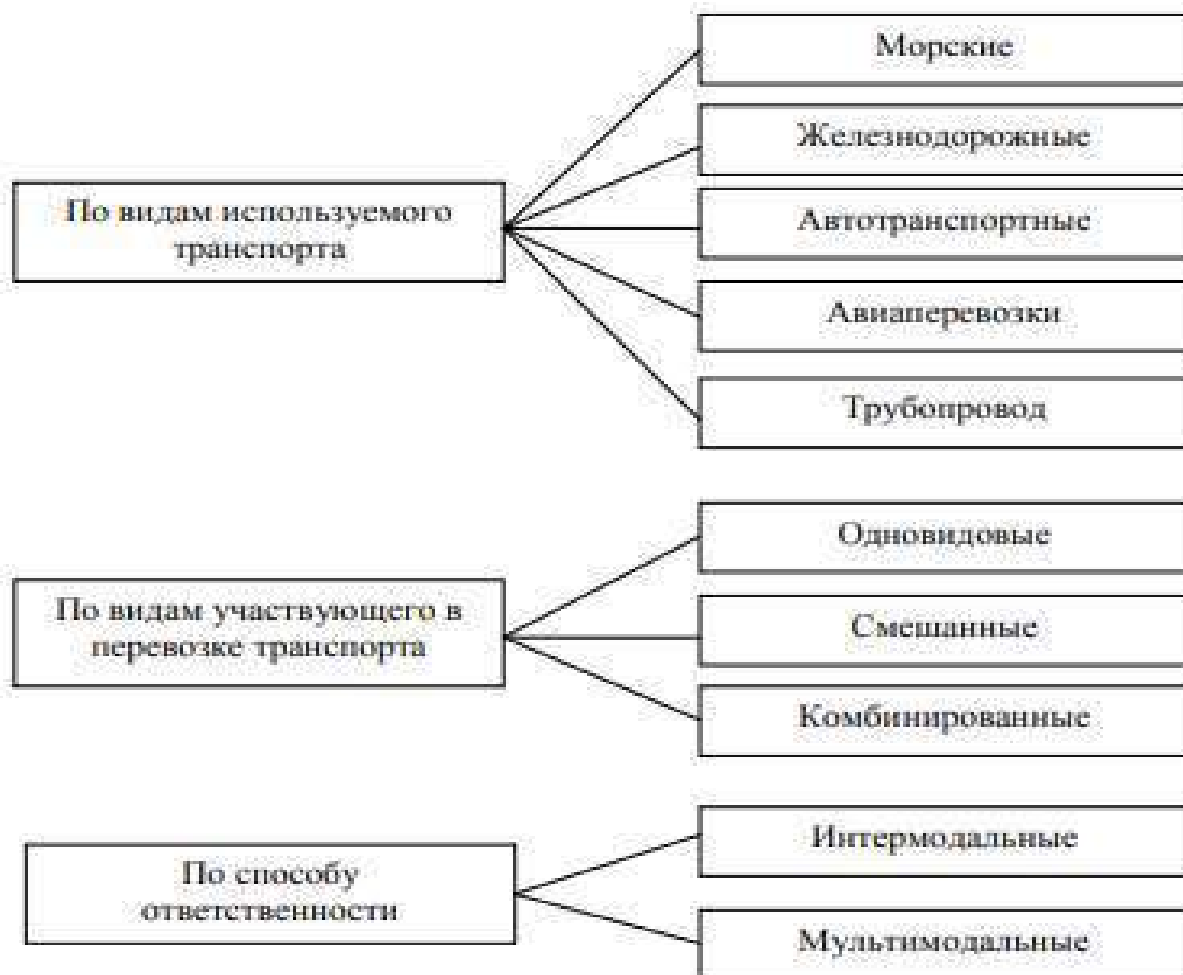 По видам используемого
транспорта
Морские
Железнодорожные
Автотранспортные
Авиаперевозки
Трубопровод
По видам участвующего в
перевозке транспорта
Одновидовые
Смешанные
Комбинированные
По способу
ответственности
Интермодальные
Мультимодальные